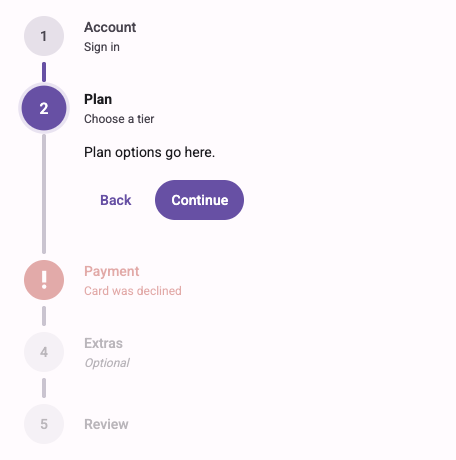 1
Account
Sign in
2
Plan
Choose a tier
Plan options go here.
Back Continue
!
Payment
Card was declined
4
Extras
Optional
5
Review